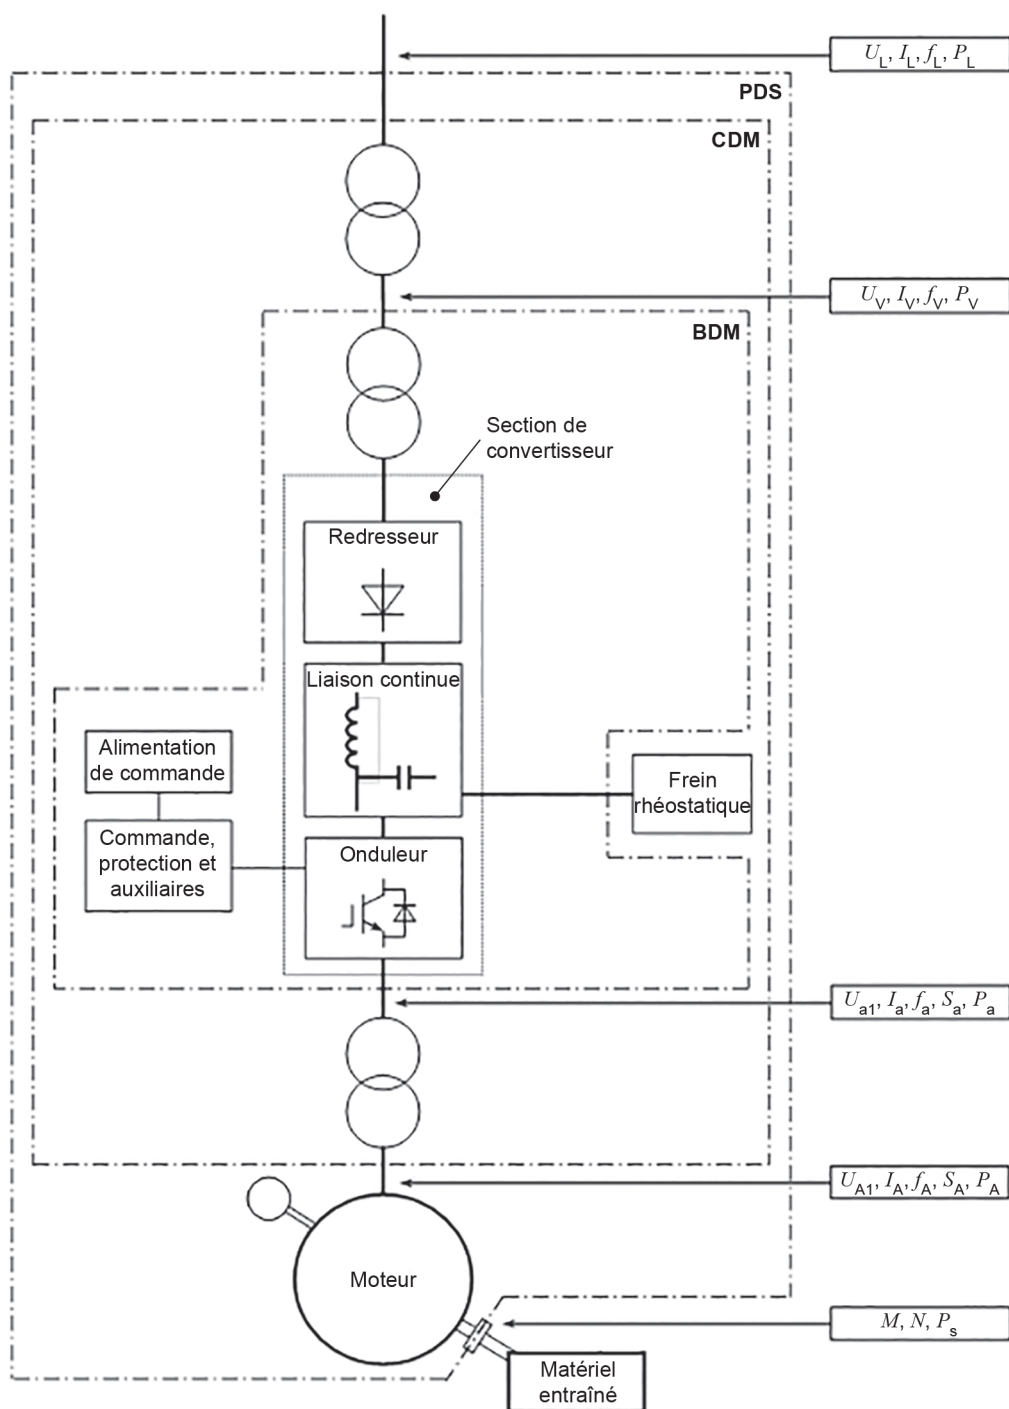 U_L, I_L, f_L, P_L
PDS
CDM
U_V, I_V, f_V, P_V
BDM
Section de
convertisseur
Redresseur
Liaison continue
Alimentation
de commande
Frein
rhéostatique
Commande,
protection et
auxiliaires
Onduleur
U_a1, I_a, f_a, S_a, P_a
U_A1, I_A, f_A, S_A, P_A
Moteur
M, N, P_s
Matériel
entraîné